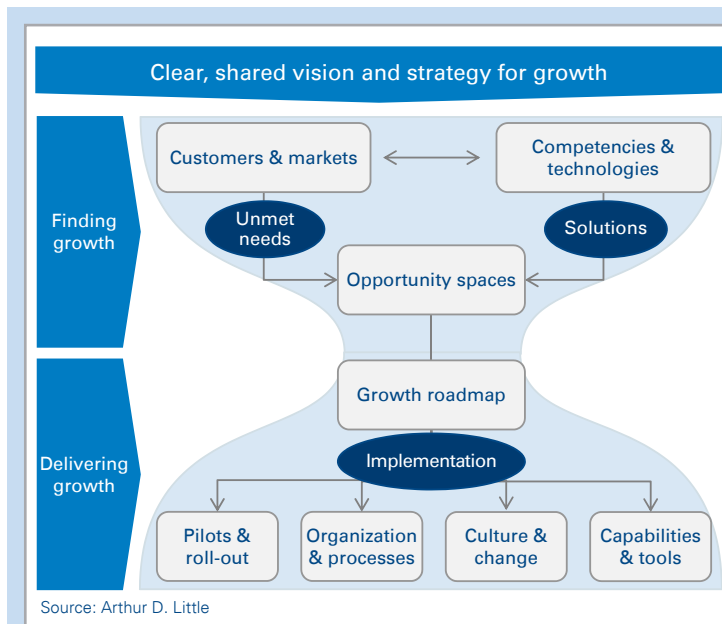 Clear, shared vision and strategy for growth
Finding
growth
Customers & markets
Competencies &
technologies
Unmet
needs
Solutions
Opportunity spaces
Delivering
growth
Growth roadmap
Implementation
Pilots &
roll-out
Organization
& processes
Culture &
change
Capabilities
& tools
Source: Arthur D. Little